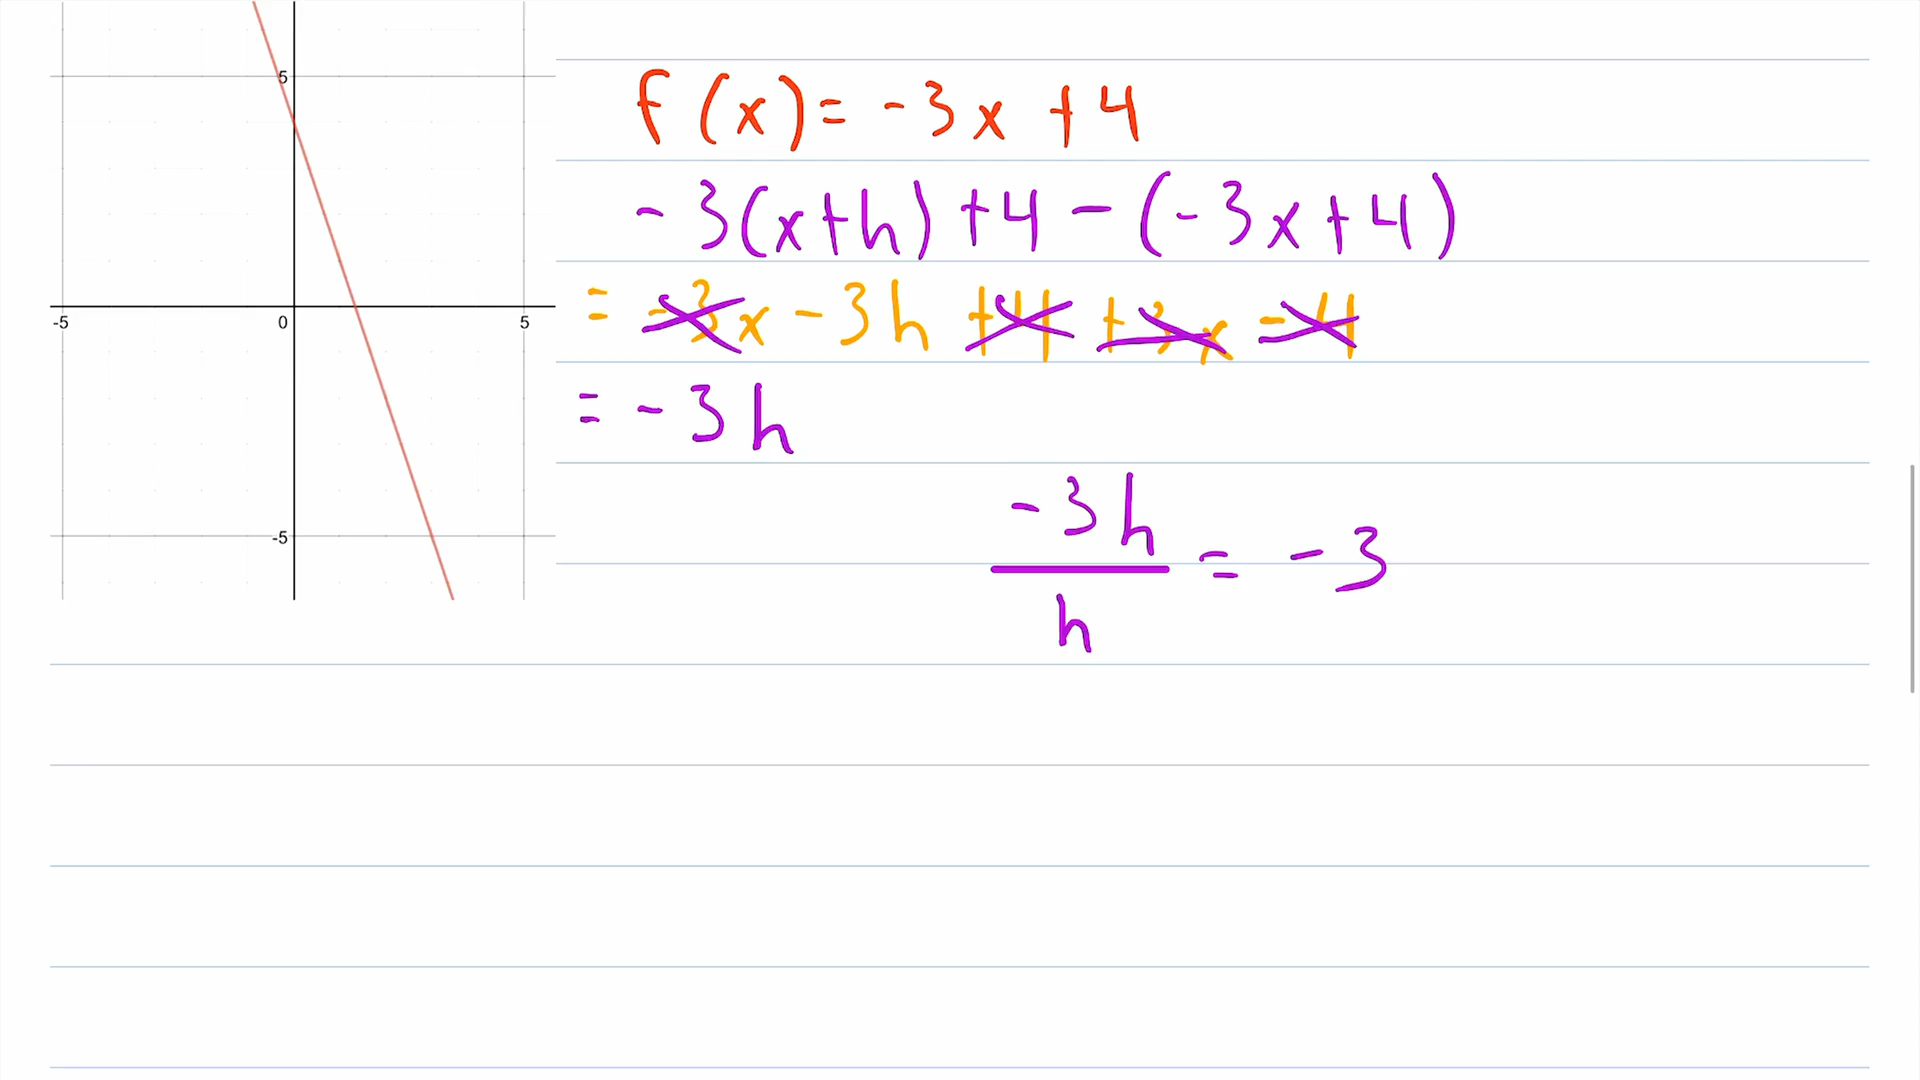 5
-5
0
5
-5
f(x) = -3x + 4
-3(x+h) + 4 - (-3x + 4)
= -3x - 3h + 4 + 3x - 4
= -3h
-3h
h
= -3